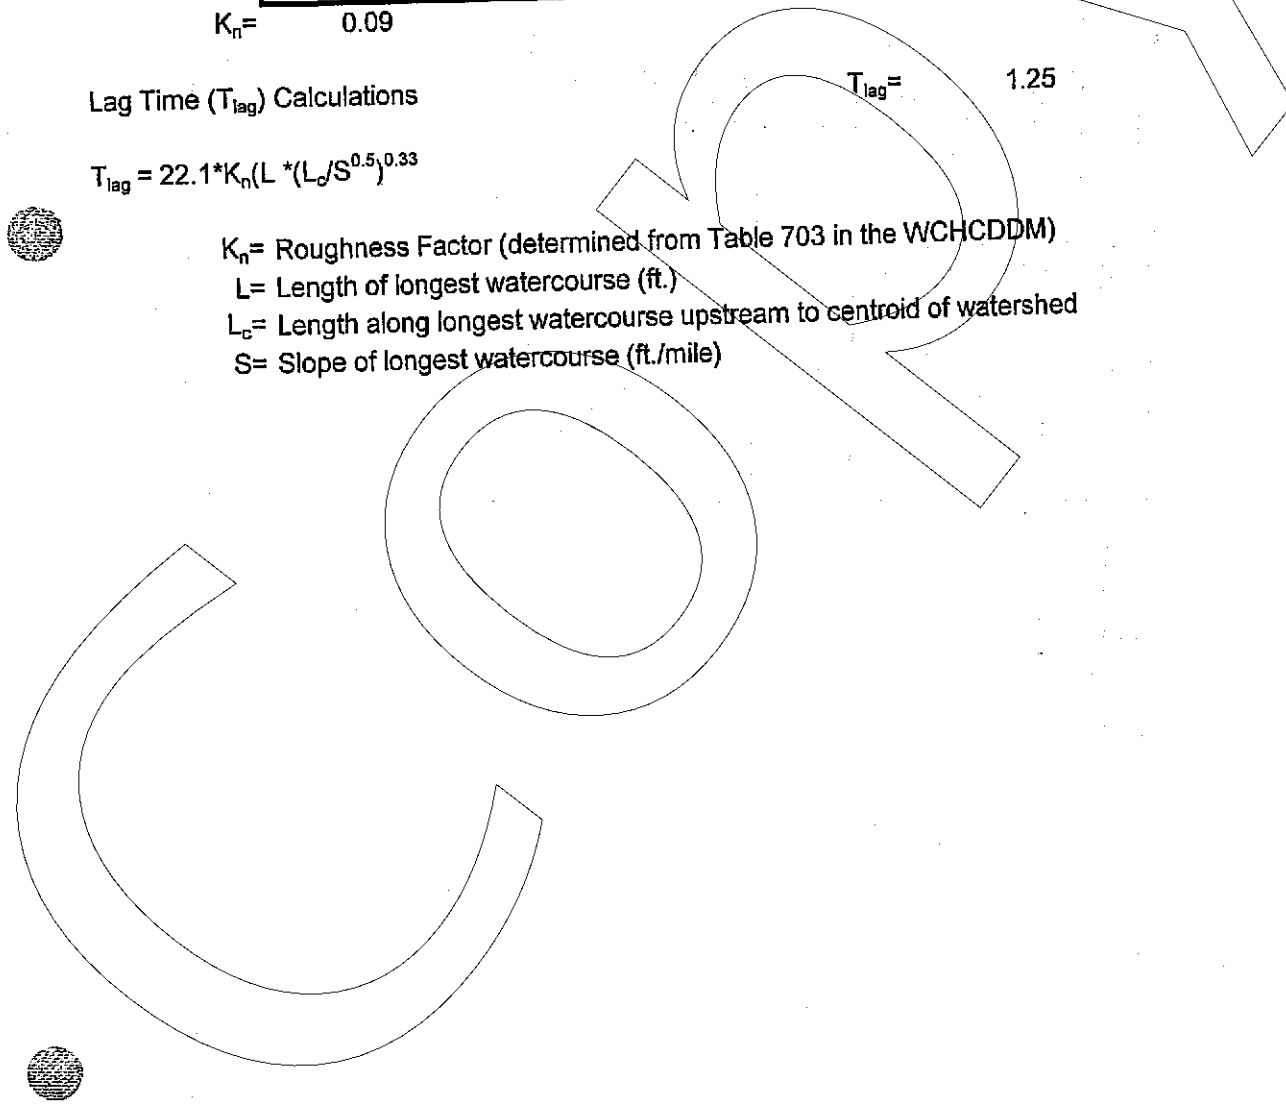 Kn= 0.09
Tlag= 1.25
Lag Time (Tlag) Calculations
Tlag = 22.1*Kn(L *(Lc/S^0.5)^0.33
Kn= Roughness Factor (determined from Table 703 in the WCHCDDM)
L= Length of longest watercourse (ft.)
Lc= Length along longest watercourse upstream to centroid of watershed
S= Slope of longest watercourse (ft./mile)
Copy